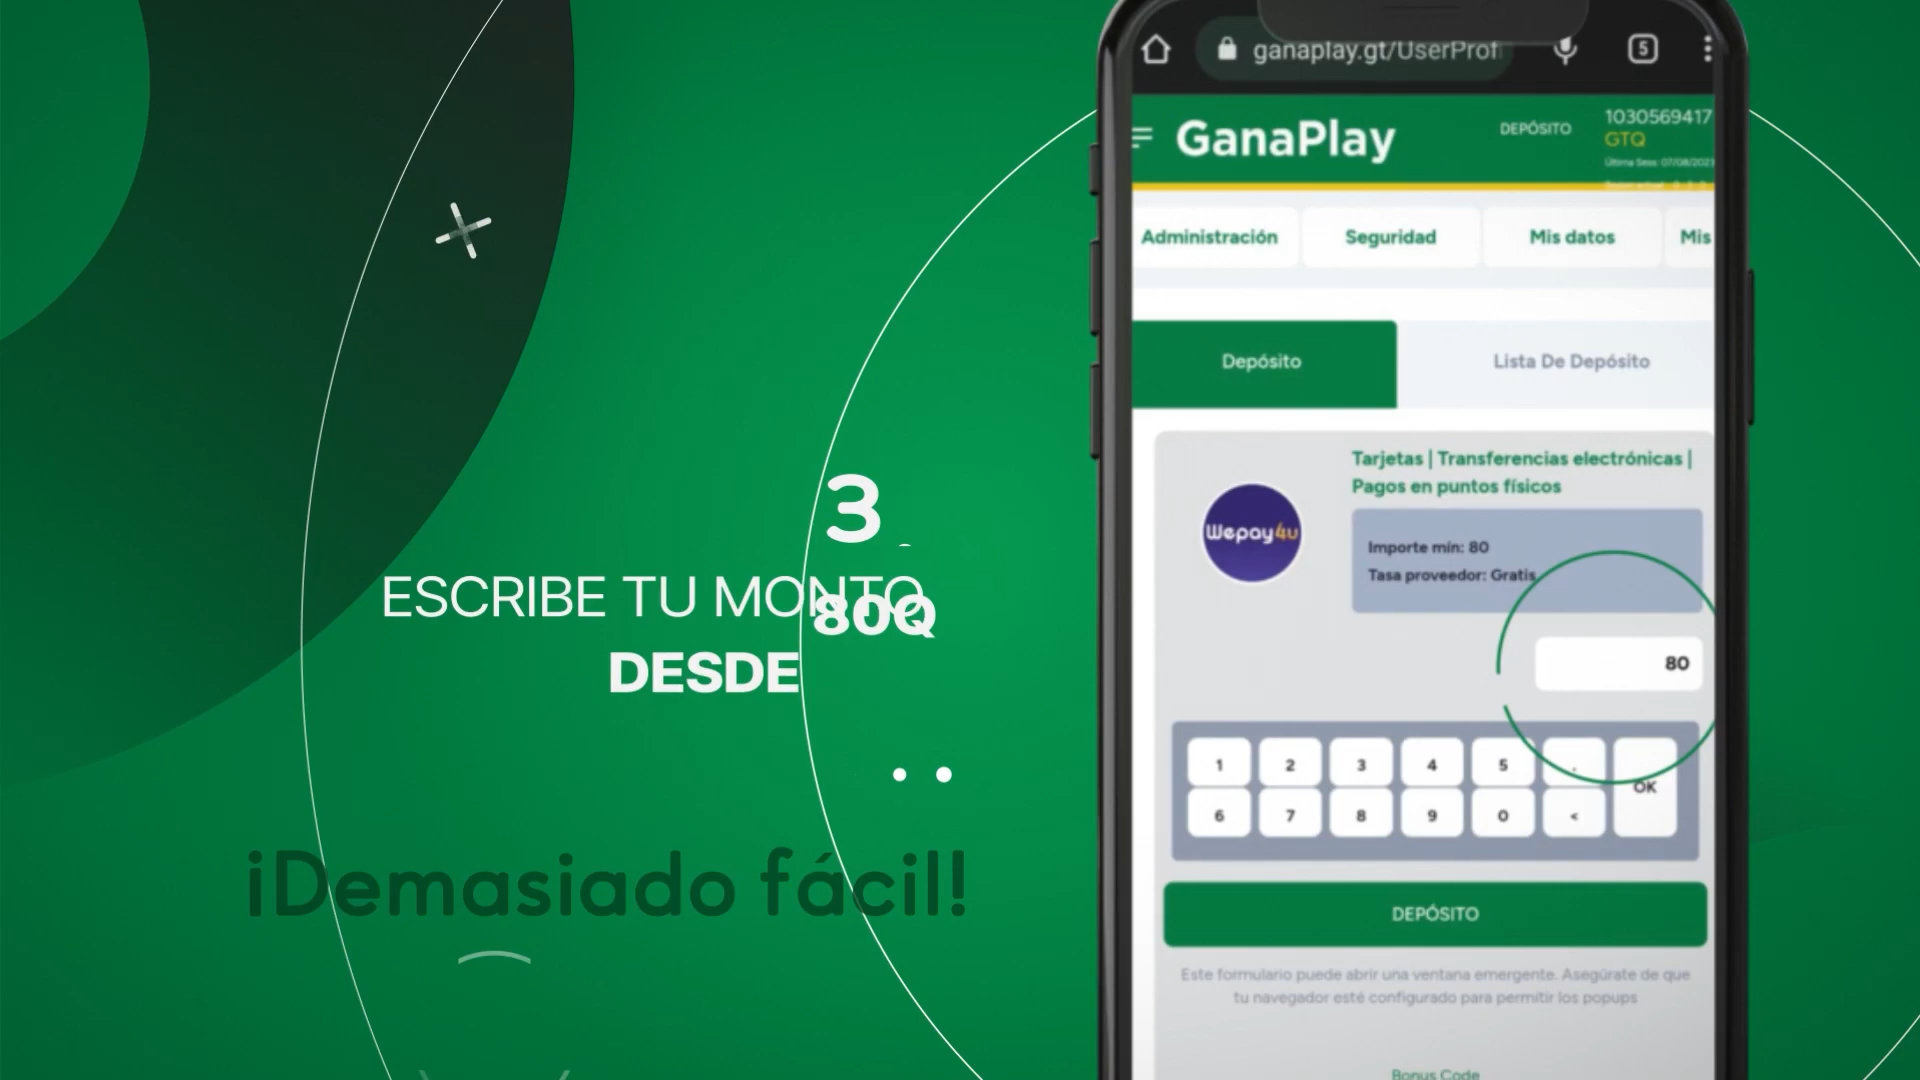 3
ESCRIBE TU MONTO
80Q
DESDE
¡Demasiado fácil!
ganaplay.gt/UserProfi
5
GanaPlay
DEPÓSITO
1030569417
GTQ
Administración
Seguridad
Mis datos
Mis
Depósito
Lista De Depósito
Tarjetas | Transferencias electrónicas |
Pagos en puntos físicos
Wepay4u
Importe mín: 80
Tasa proveedor: Gratis
80
1 2 3 4 5 .
OK
6 7 8 9 0 <
DEPÓSITO
Este formulario puede abrir una ventana emergente. Asegúrate de que
tu navegador esté configurado para permitir los popups
Bonus Code